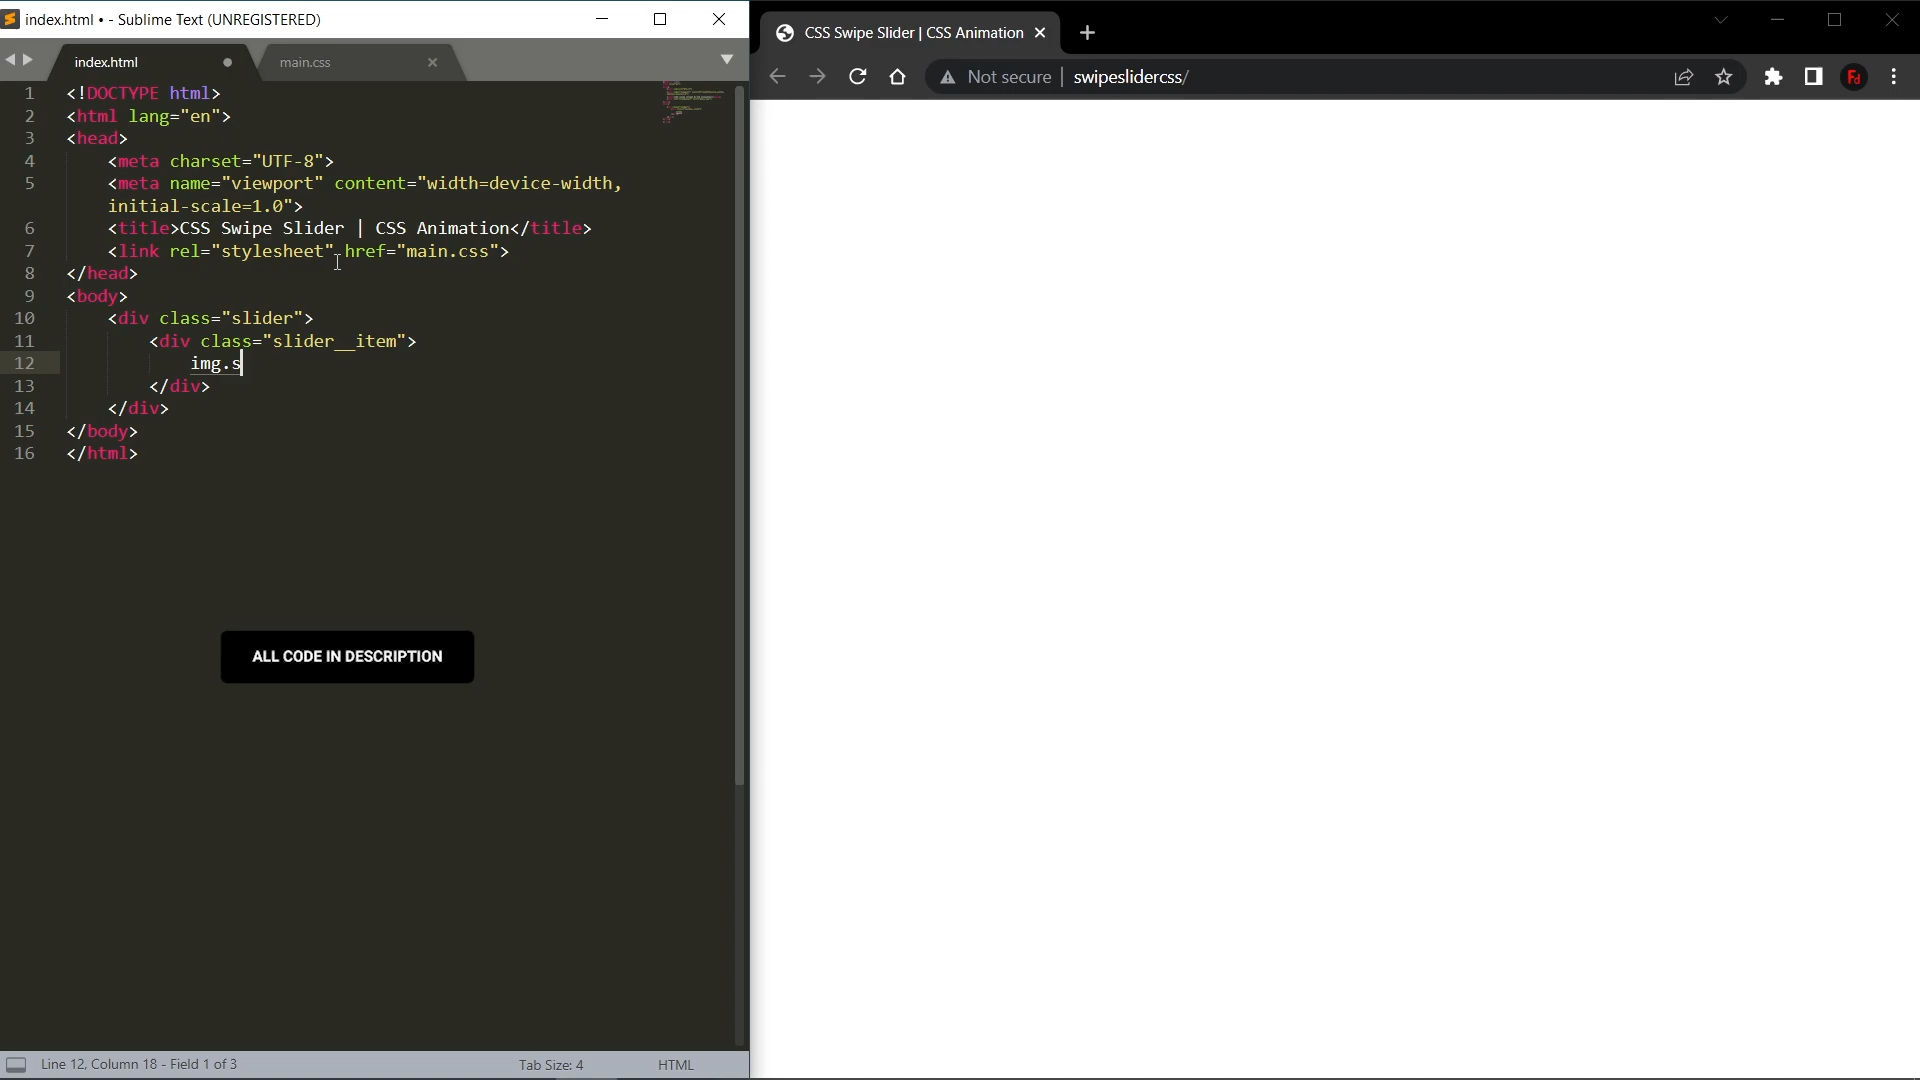 index.html • - Sublime Text (UNREGISTERED)
index.html
main.css
1 <!DOCTYPE html>
2 <html lang="en">
3 <head>
4 <meta charset="UTF-8">
5 <meta name="viewport" content="width=device-width,
initial-scale=1.0">
6 <title>CSS Swipe Slider | CSS Animation</title>
7 <link rel="stylesheet" href="main.css">
8 </head>
9 <body>
10 <div class="slider">
11 <div class="slider__item">
12 img.s
13 </div>
14 </div>
15 </body>
16 </html>
ALL CODE IN DESCRIPTION
Line 12, Column 18 - Field 1 of 3
Tab Size: 4
HTML
CSS Swipe Slider | CSS Animation
Not secure | swipeslidercss/
Fd